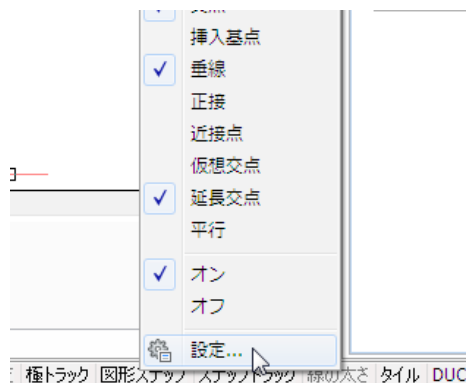 挿入基点
垂線
正接
近接点
仮想交点
延長交点
平行
オン
オフ
設定...
極トラック 図形スナップ スナップトラック 線の太さ タイル DUC